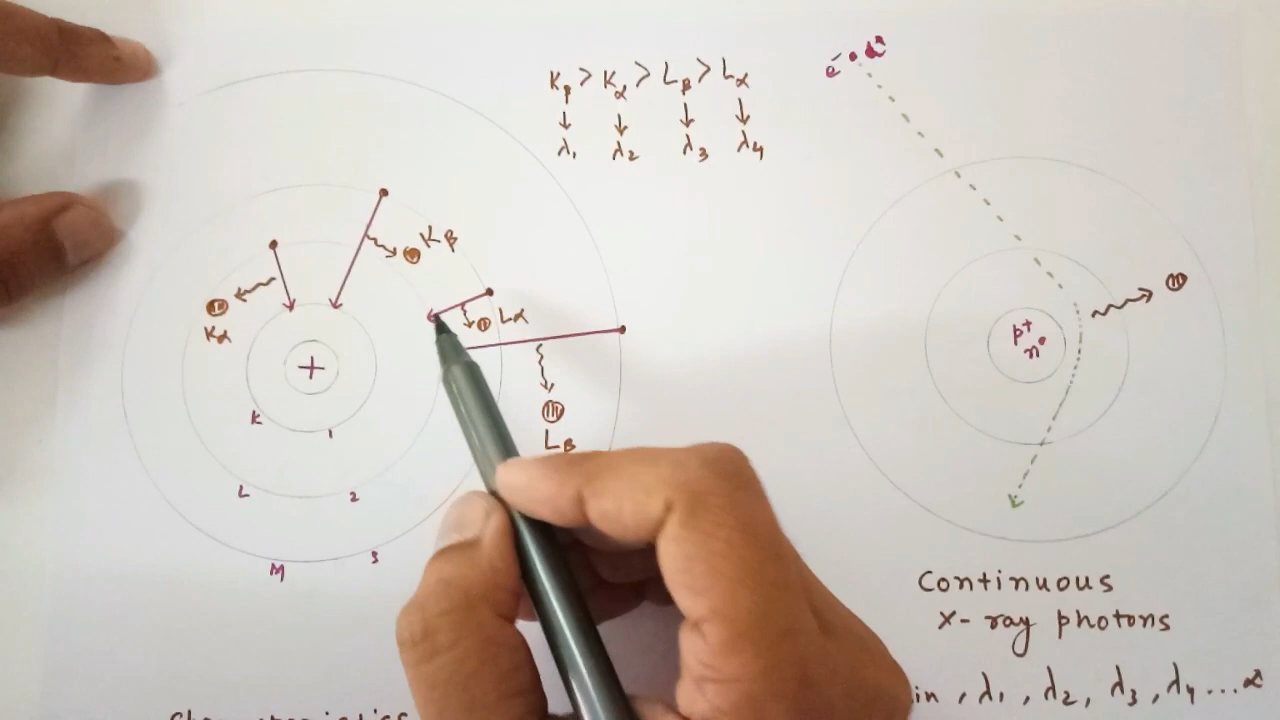 Kβ > Kα > Lβ > Lα
↓ ↓ ↓ ↓
λ1 λ2 λ3 λ4
e-
Kβ
Kα
Lα
Lβ
+
K
1
L
2
M
3
p+
n°
Continuous
X-ray photons
in, λ1, λ2, λ3, λ4...